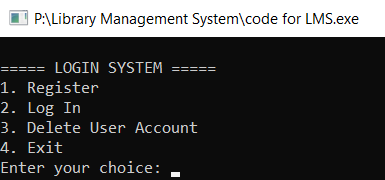 P:\Library Management System\code for LMS.exe
===== LOGIN SYSTEM =====
1. Register
2. Log In
3. Delete User Account
4. Exit
Enter your choice: